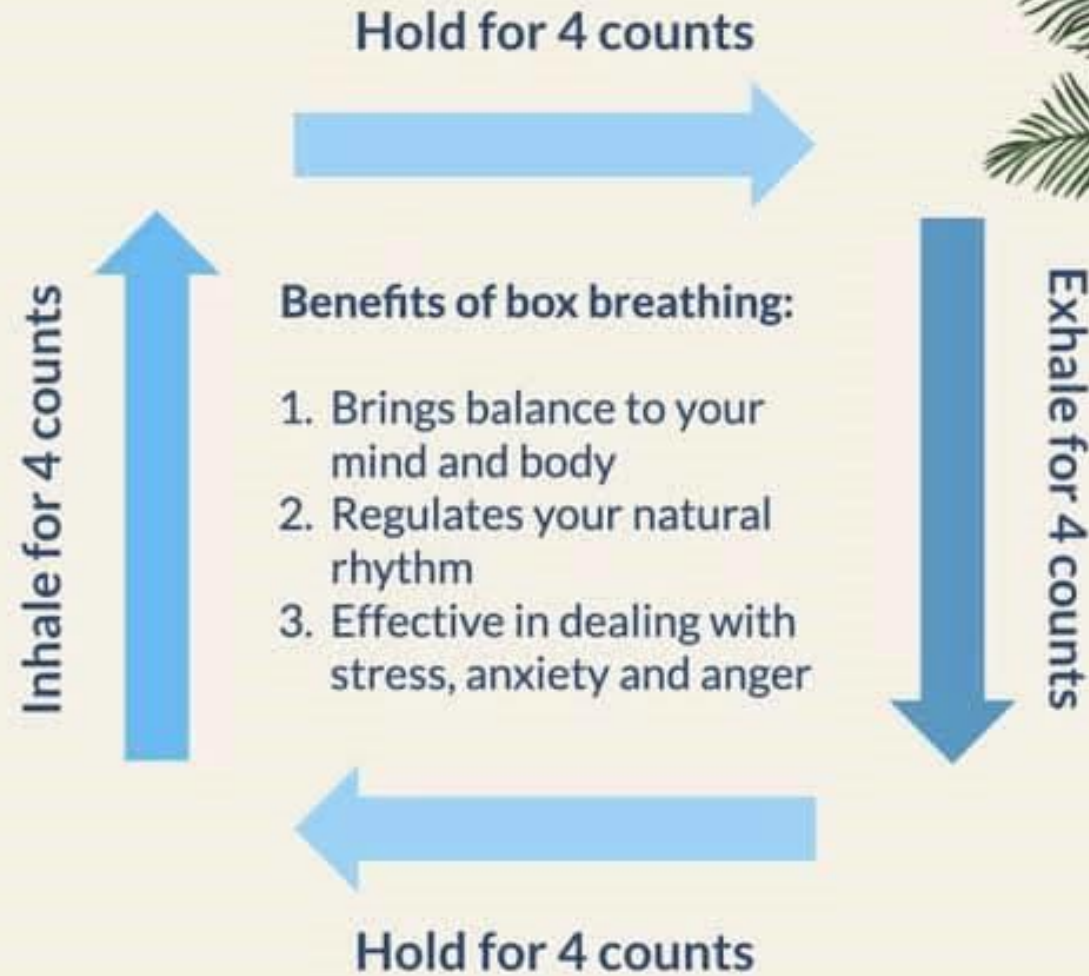 Hold for 4 counts
Inhale for 4 counts
Benefits of box breathing:
1. Brings balance to your
mind and body
2. Regulates your natural
rhythm
3. Effective in dealing with
stress, anxiety and anger
Exhale for 4 counts
Hold for 4 counts